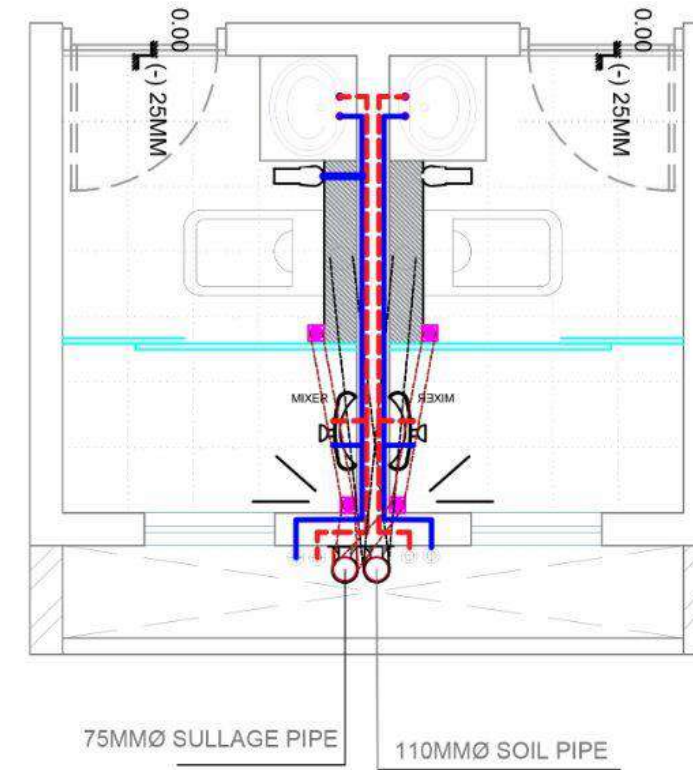 0.00
(-) 25MM
0.00
(-) 25MM
MIXER
MIXER
75MMØ SULLAGE PIPE
110MMØ SOIL PIPE